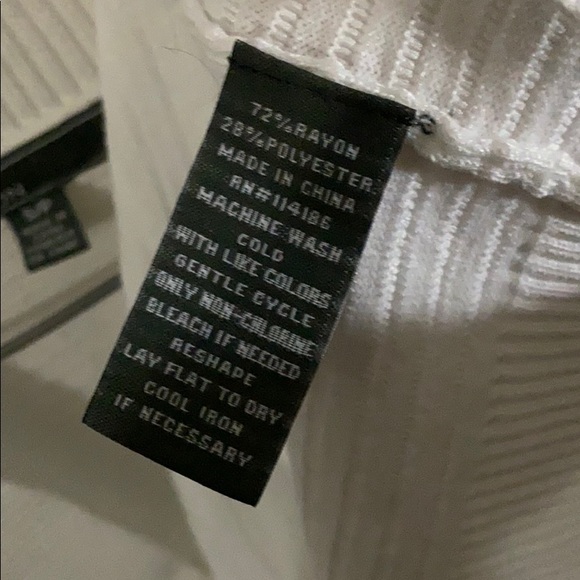 72%RAYON
28%POLYESTER
MADE IN CHINA
RN#114186
MACHINE WASH
COLD
WITH LIKE COLORS
GENTLE CYCLE
ONLY NON-CHLORINE
BLEACH IF NEEDED
RESHAPE
LAY FLAT TO DRY
COOL IRON
IF NECESSARY